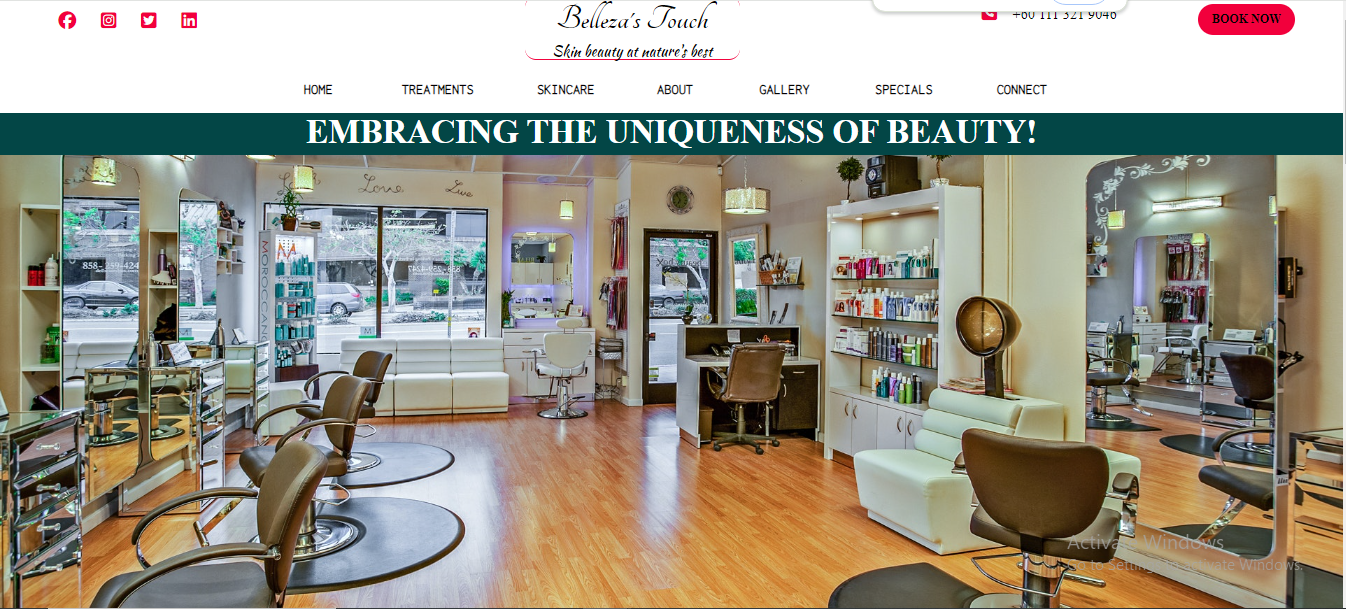 Belleza's Touch
Skin beauty at nature's best
+60 111 321 9046
BOOK NOW
HOME TREATMENTS SKINCARE ABOUT GALLERY SPECIALS CONNECT
EMBRACING THE UNIQUENESS OF BEAUTY!
Love
Live
MOROCCAN
Activate Windows
Go to Settings to activate Windows.